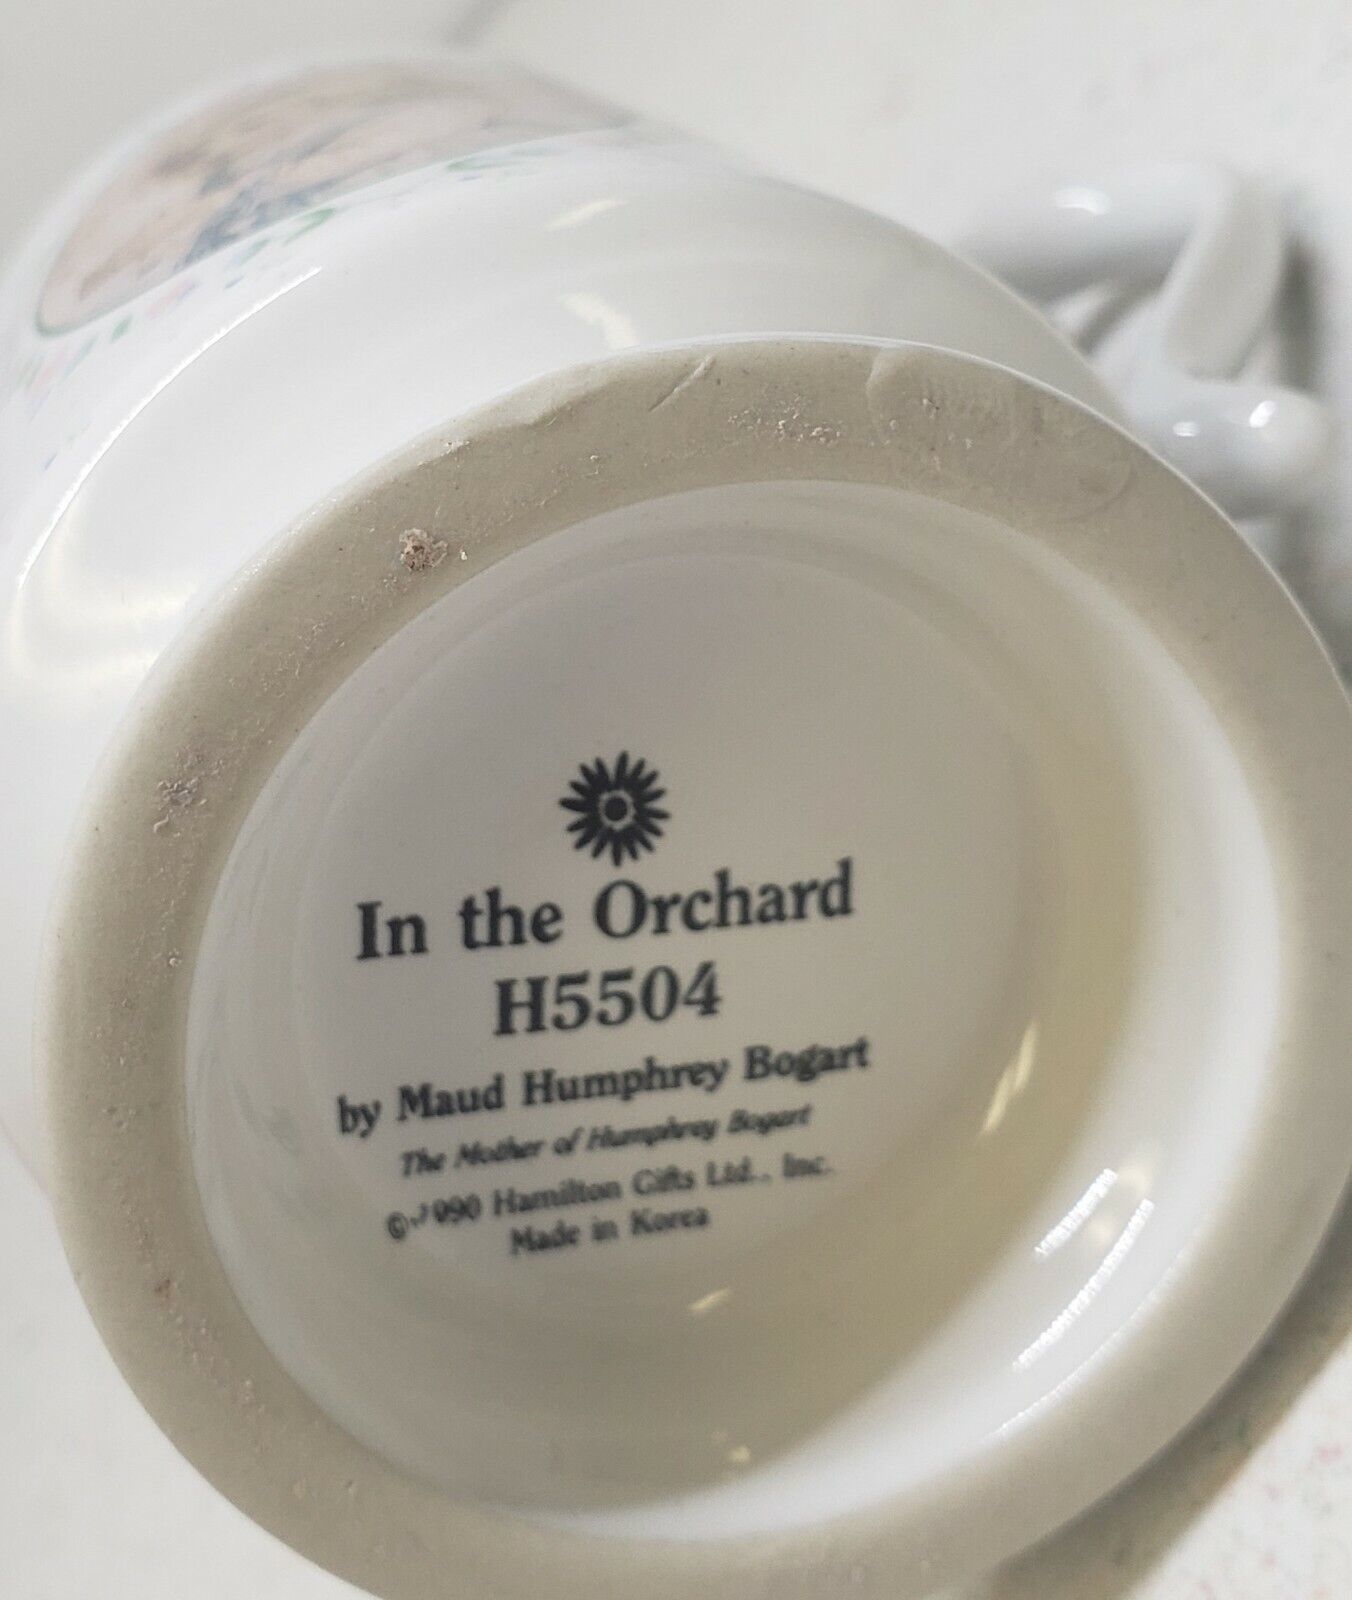 In the Orchard
H5504
by Maud Humphrey Bogart
The Mother of Humphrey Bogart
© 1990 Hamilton Gifts Ltd., Inc.
Made in Korea